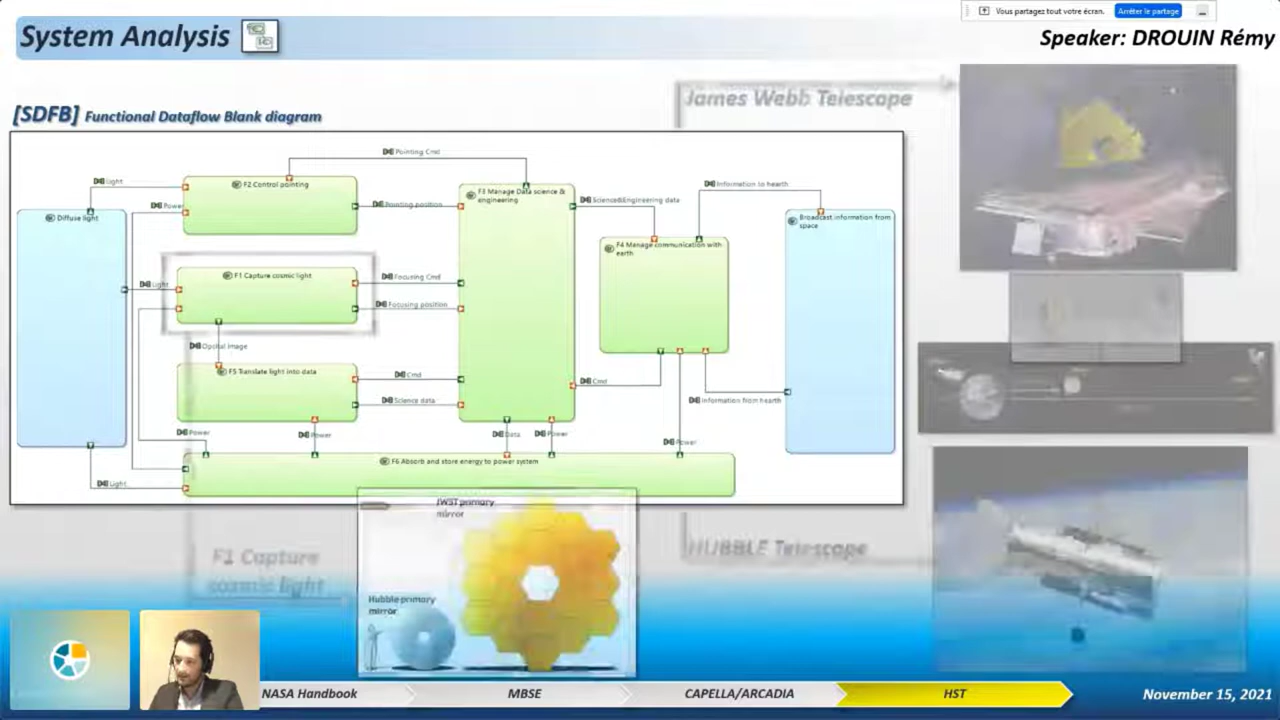 Vous partagez tout votre écran.
Arrêter le partage
System Analysis
Speaker: DROUIN Rémy
James Webb Telescope
[SDFB] Functional Dataflow Blank diagram
Pointing Cmd
light
F2 Control pointing
F3 Manage Data science &
engineering
Information to hearth
Power
Pointing position
Science&Engineering data
Diffuse light
Broadcast information from
space
F4 Manage communication with
earth
F1 Capture cosmic light
Focusing Cmd
Light
Focusing position
Optical Image
F5 Translate light into data
Cmd
Cmd
Science data
Information from hearth
Power
Power
Data
Power
Power
F6 Absorb and store energy to power system
Light
JWST primary
mirror
F1 Capture
cosmic light
HUBBLE Telescope
Hubble primary
mirror
NASA Handbook
MBSE
CAPELLA/ARCADIA
HST
November 15, 2021